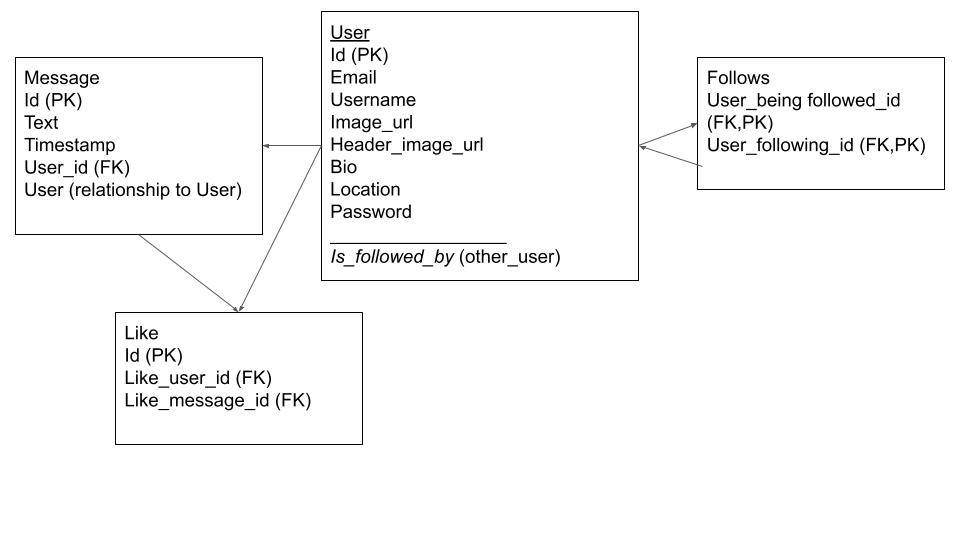 User
Id (PK)
Email
Username
Image_url
Header_image_url
Bio
Location
Password
Is_followed_by (other_user)
Message
Id (PK)
Text
Timestamp
User_id (FK)
User (relationship to User)
Follows
User_being followed_id
(FK,PK)
User_following_id (FK,PK)
Like
Id (PK)
Like_user_id (FK)
Like_message_id (FK)